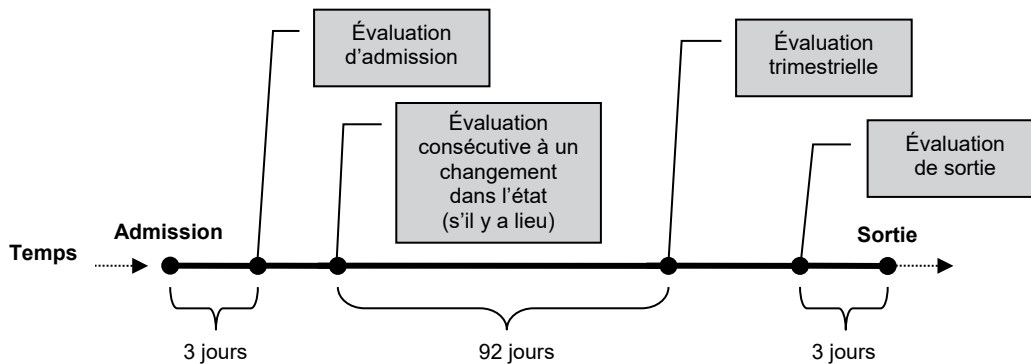 Évaluation
d’admission
Évaluation
trimestrielle
Évaluation
consécutive à un
changement
dans l’état
(s’il y a lieu)
Évaluation
de sortie
Admission
Sortie
Temps
3 jours
92 jours
3 jours